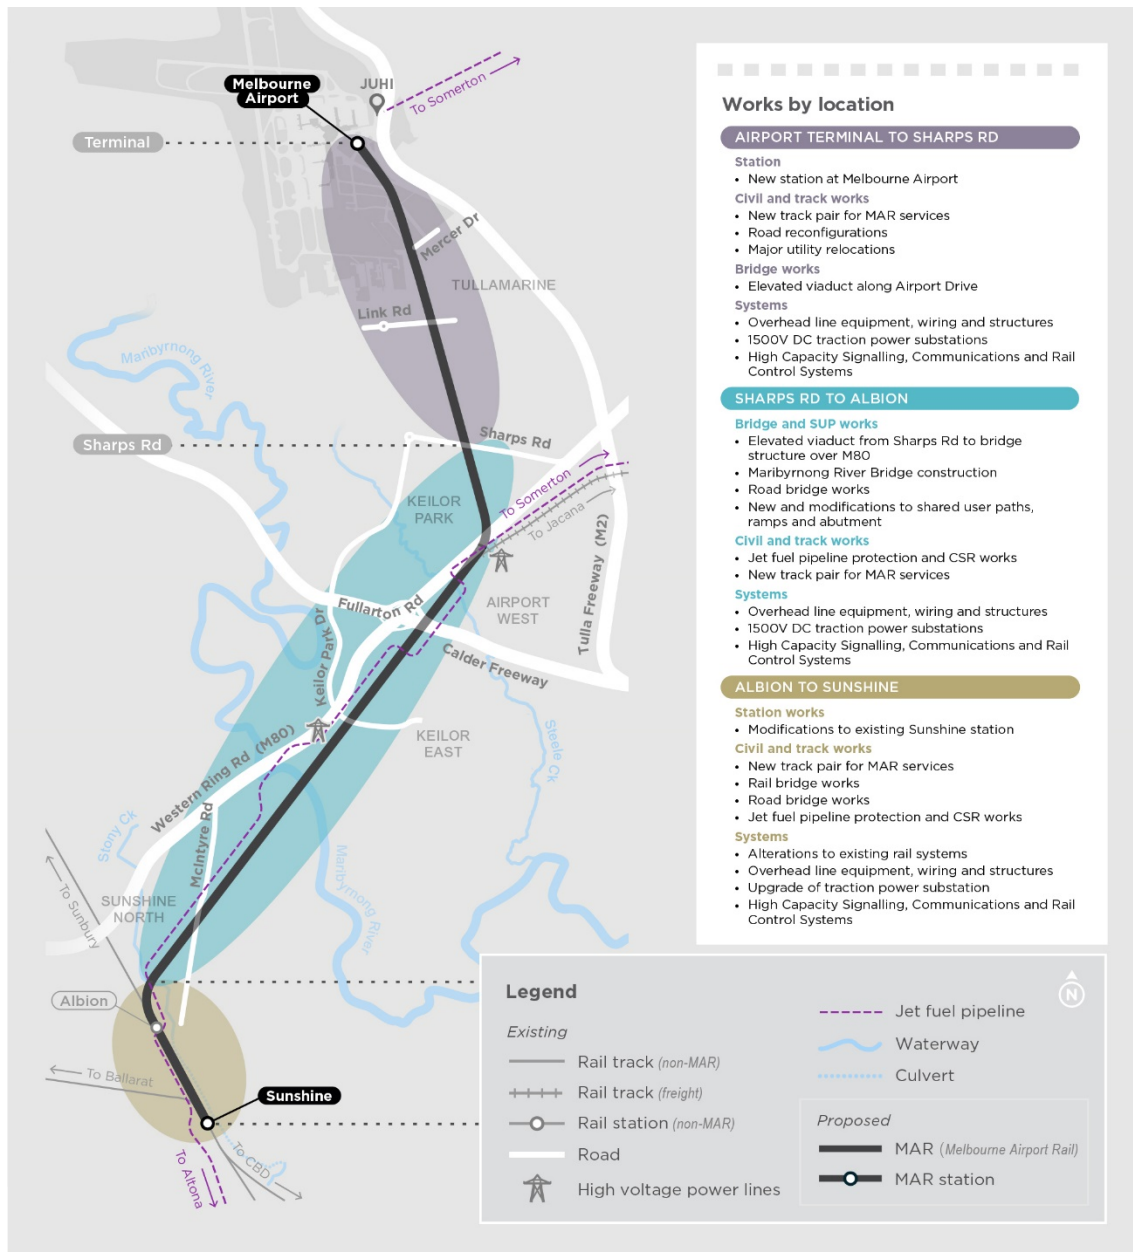 Melbourne
Airport
JUHI
To Somerton
Terminal
Mercer Dr
TULLAMARINE
Link Rd
Maribyrnong
River
Sharps Rd
Sharps Rd
KEILOR
PARK
To Somerton
To Jacana
Tulla Freeway (M2)
Fullarton Rd
AIRPORT
WEST
Keilor Park Dr
Calder Freeway
KEILOR
EAST
Steele Ck
Western Ring Rd (M80)
McIntyre Rd
Stony Ck
Maribyrnong
River
SUNSHINE
NORTH
To Sunbury
Albion
To Ballarat
Sunshine
To CBD
To Altona
Works by location
AIRPORT TERMINAL TO SHARPS RD
Station
• New station at Melbourne Airport
Civil and track works
• New track pair for MAR services
• Road reconfigurations
• Major utility relocations
Bridge works
• Elevated viaduct along Airport Drive
Systems
• Overhead line equipment, wiring and structures
• 1500V DC traction power substations
• High Capacity Signalling, Communications and Rail
Control Systems
SHARPS RD TO ALBION
Bridge and SUP works
• Elevated viaduct from Sharps Rd to bridge
structure over M80
• Maribyrnong River Bridge construction
• Road bridge works
• New and modifications to shared user paths,
ramps and abutment
Civil and track works
• Jet fuel pipeline protection and CSR works
• New track pair for MAR services
Systems
• Overhead line equipment, wiring and structures
• 1500V DC traction power substations
• High Capacity Signalling, Communications and Rail
Control Systems
ALBION TO SUNSHINE
Station works
• Modifications to existing Sunshine station
Civil and track works
• New track pair for MAR services
• Rail bridge works
• Road bridge works
• Jet fuel pipeline protection and CSR works
Systems
• Alterations to existing rail systems
• Overhead line equipment, wiring and structures
• Upgrade of traction power substation
• High Capacity Signalling, Communications and Rail
Control Systems
Legend
N
Existing
Rail track (non-MAR)
Rail track (freight)
Rail station (non-MAR)
Road
High voltage power lines
Jet fuel pipeline
Waterway
Culvert
Proposed
MAR (Melbourne Airport Rail)
MAR station